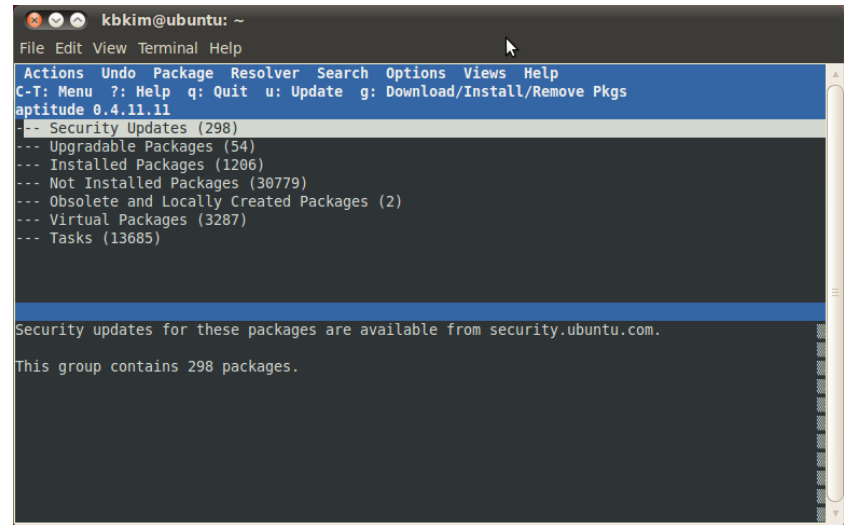 kbkim@ubuntu: ~
File Edit View Terminal Help
Actions Undo Package Resolver Search Options Views Help
C-T: Menu ?: Help q: Quit u: Update g: Download/Install/Remove Pkgs
aptitude 0.4.11.11
--- Security Updates (298)
--- Upgradable Packages (54)
--- Installed Packages (1206)
--- Not Installed Packages (30779)
--- Obsolete and Locally Created Packages (2)
--- Virtual Packages (3287)
--- Tasks (13685)
Security updates for these packages are available from security.ubuntu.com.
This group contains 298 packages.